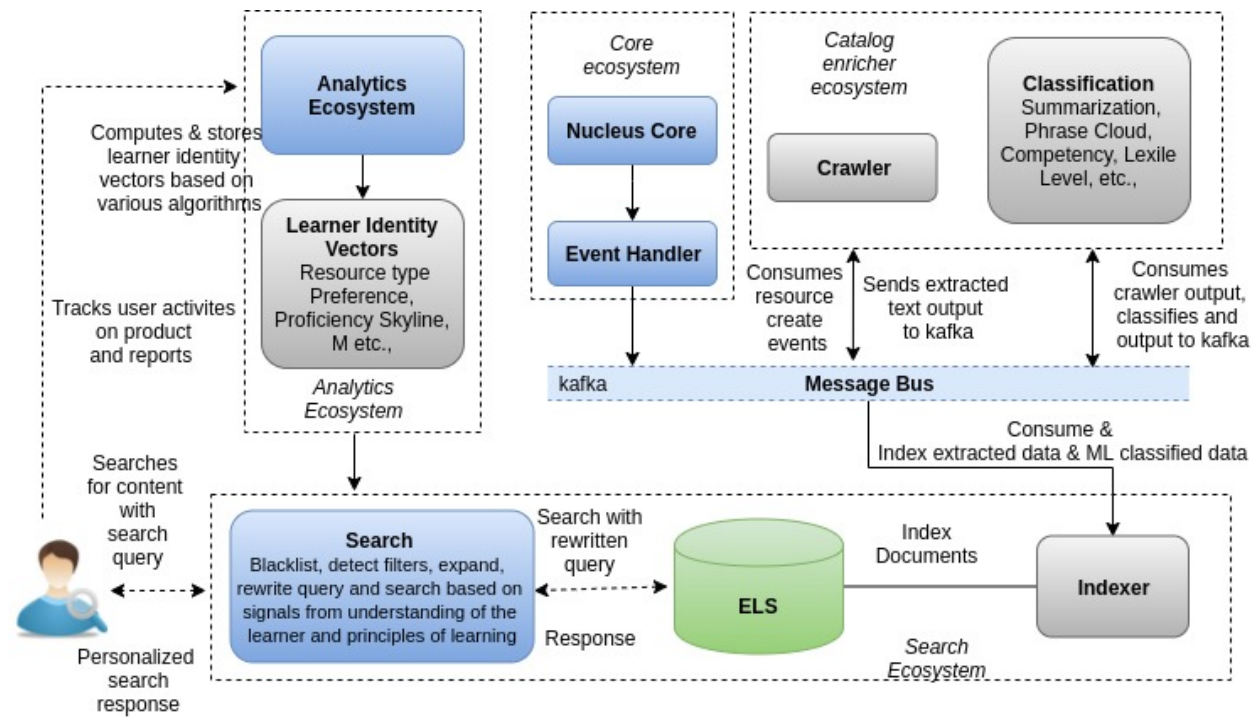 Analytics
Ecosystem
Computes & stores
learner identity
vectors based on
various algorithms
Learner Identity
Vectors
Resource type
Preference,
Proficiency Skyline,
M etc.,
Analytics
Ecosystem
Tracks user activites
on product
and reports
Core
ecosystem
Nucleus Core
Event Handler
Catalog
enricher
ecosystem
Crawler
Classification
Summarization,
Phrase Cloud,
Competency, Lexile
Level, etc.,
Consumes
resource
create
events
Sends extracted
text output
to kafka
Consumes
crawler output,
classifies and
output to kafka
kafka
Message Bus
Consume &
Index extracted data & ML classified data
Searches
for content
with
search
query
Personalized
search
response
Search
Blacklist, detect filters, expand,
rewrite query and search based on
signals from understanding of the
learner and principles of learning
Search with
rewritten
query
Response
ELS
Index
Documents
Indexer
Search
Ecosystem